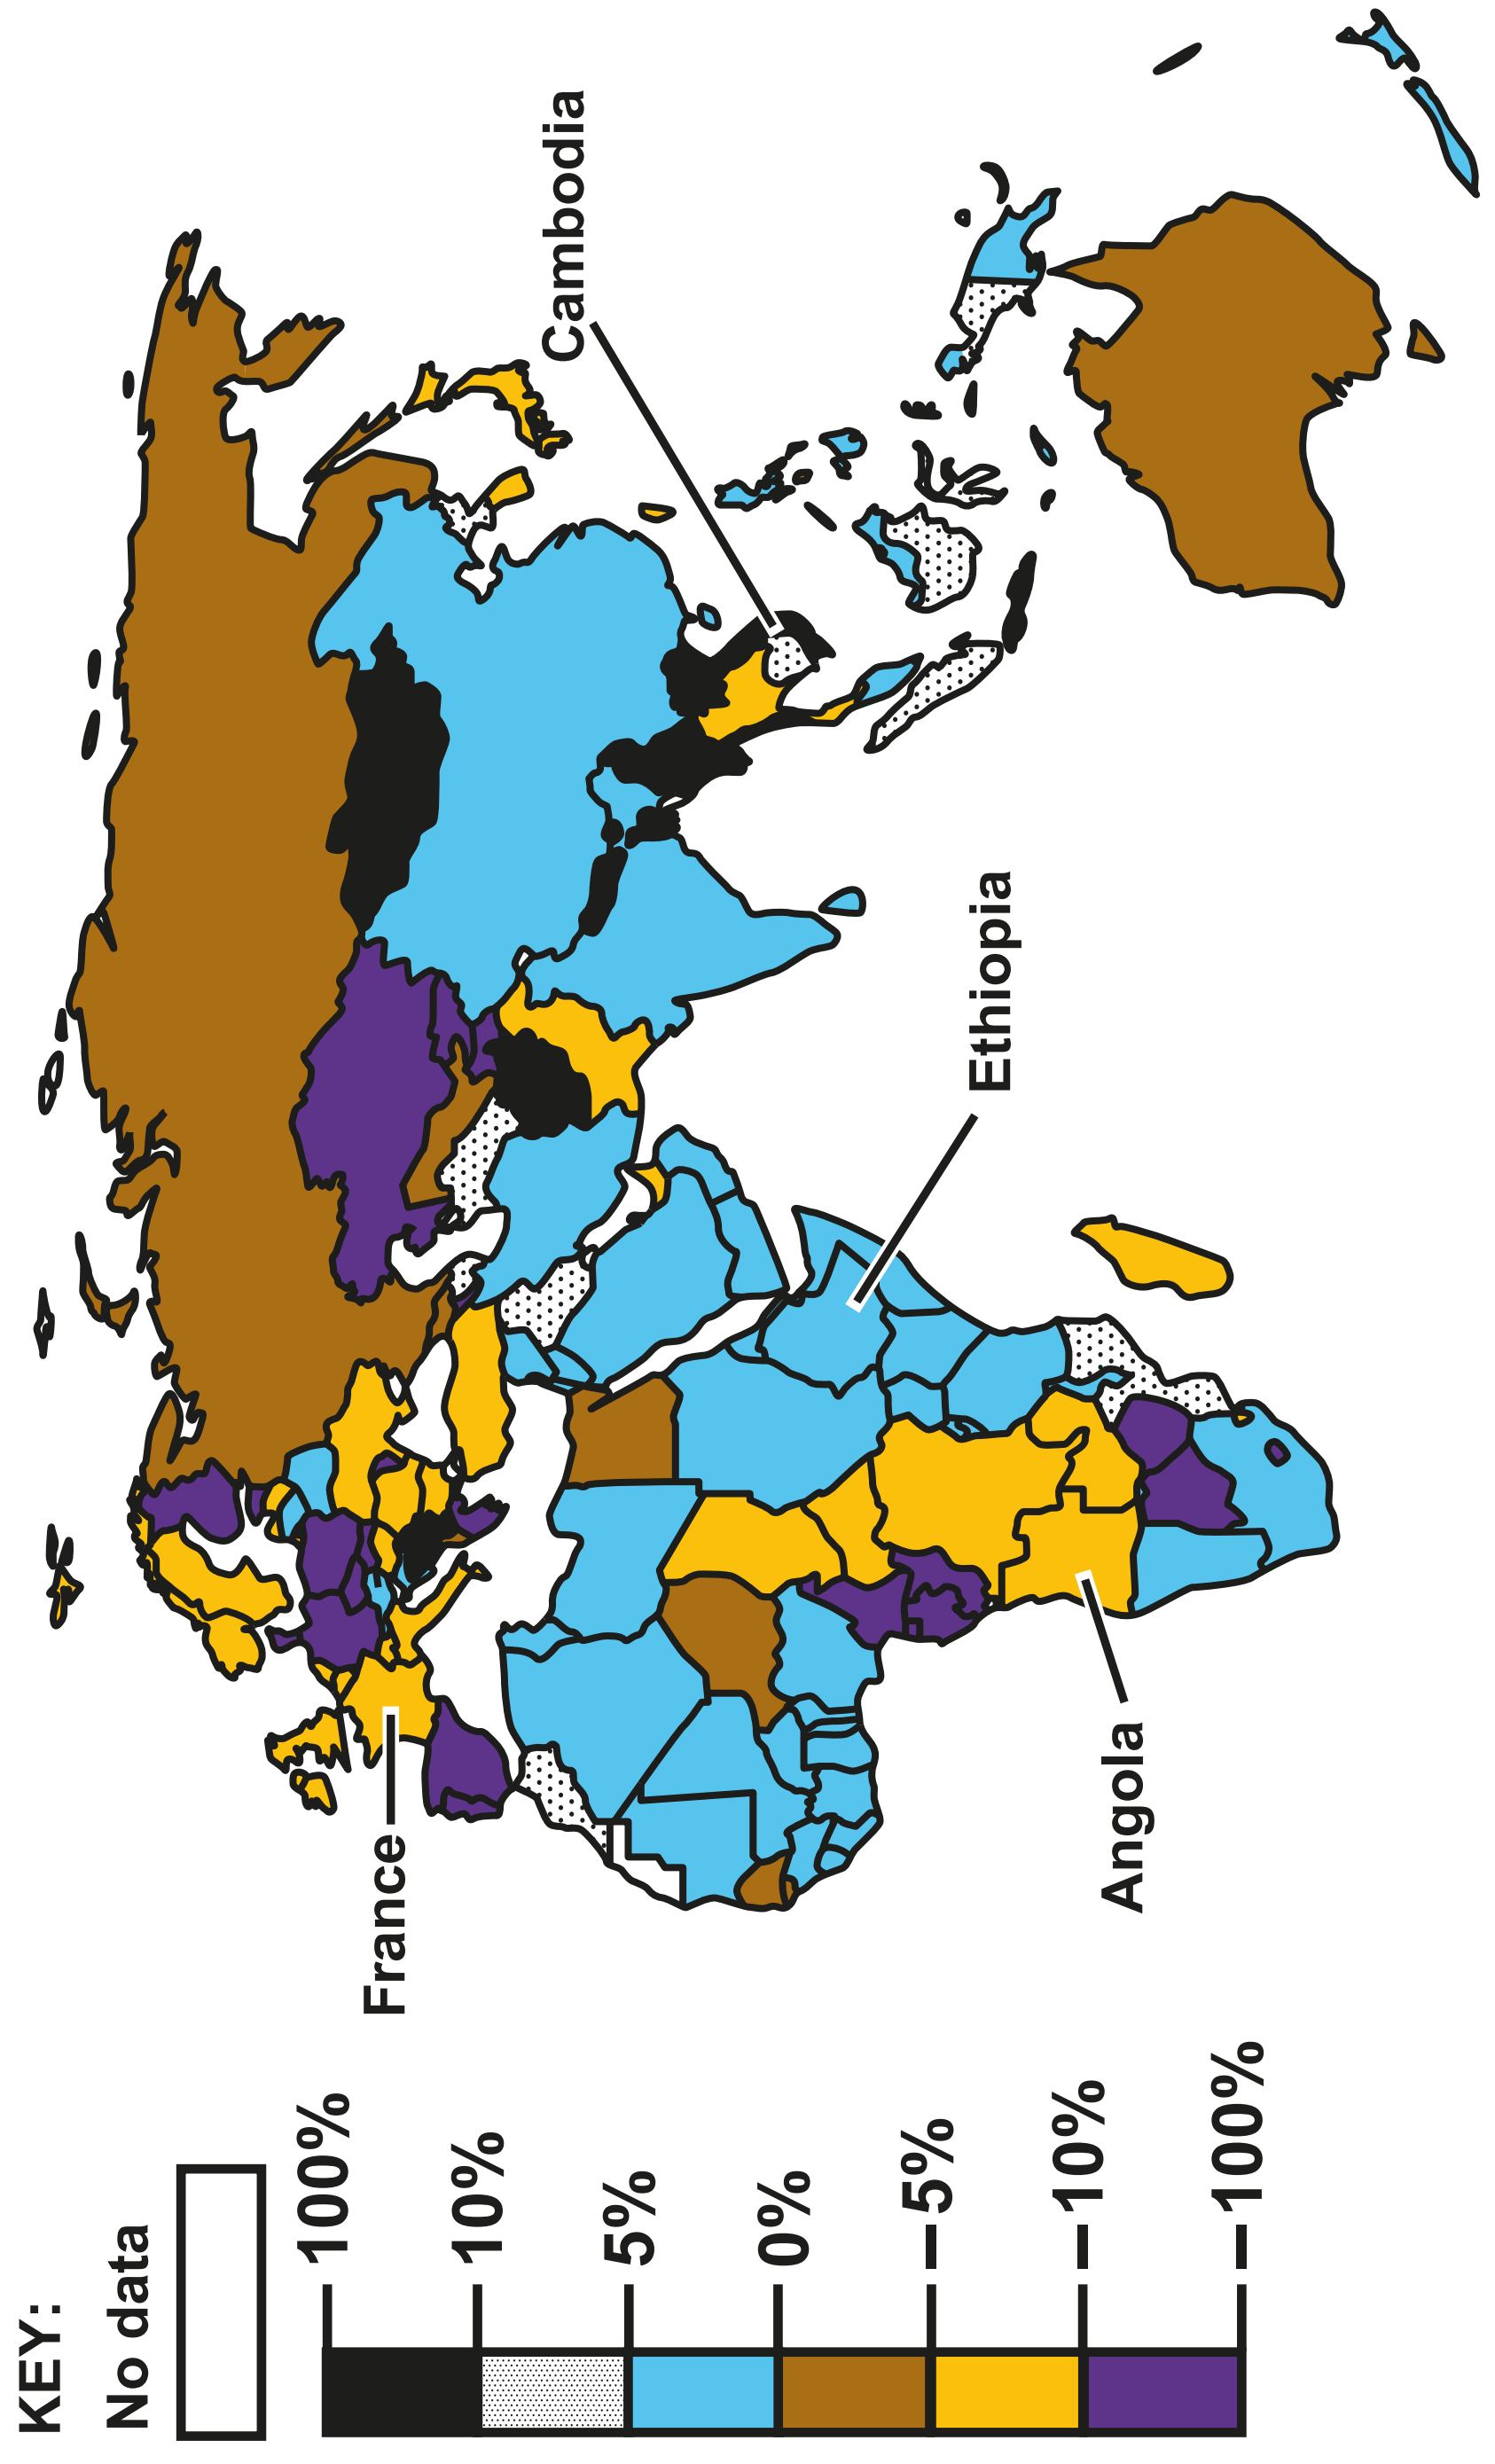 KEY:
No data
100%
10%
5%
0%
–5%
–10%
–100%
France
Cambodia
Ethiopia
Angola